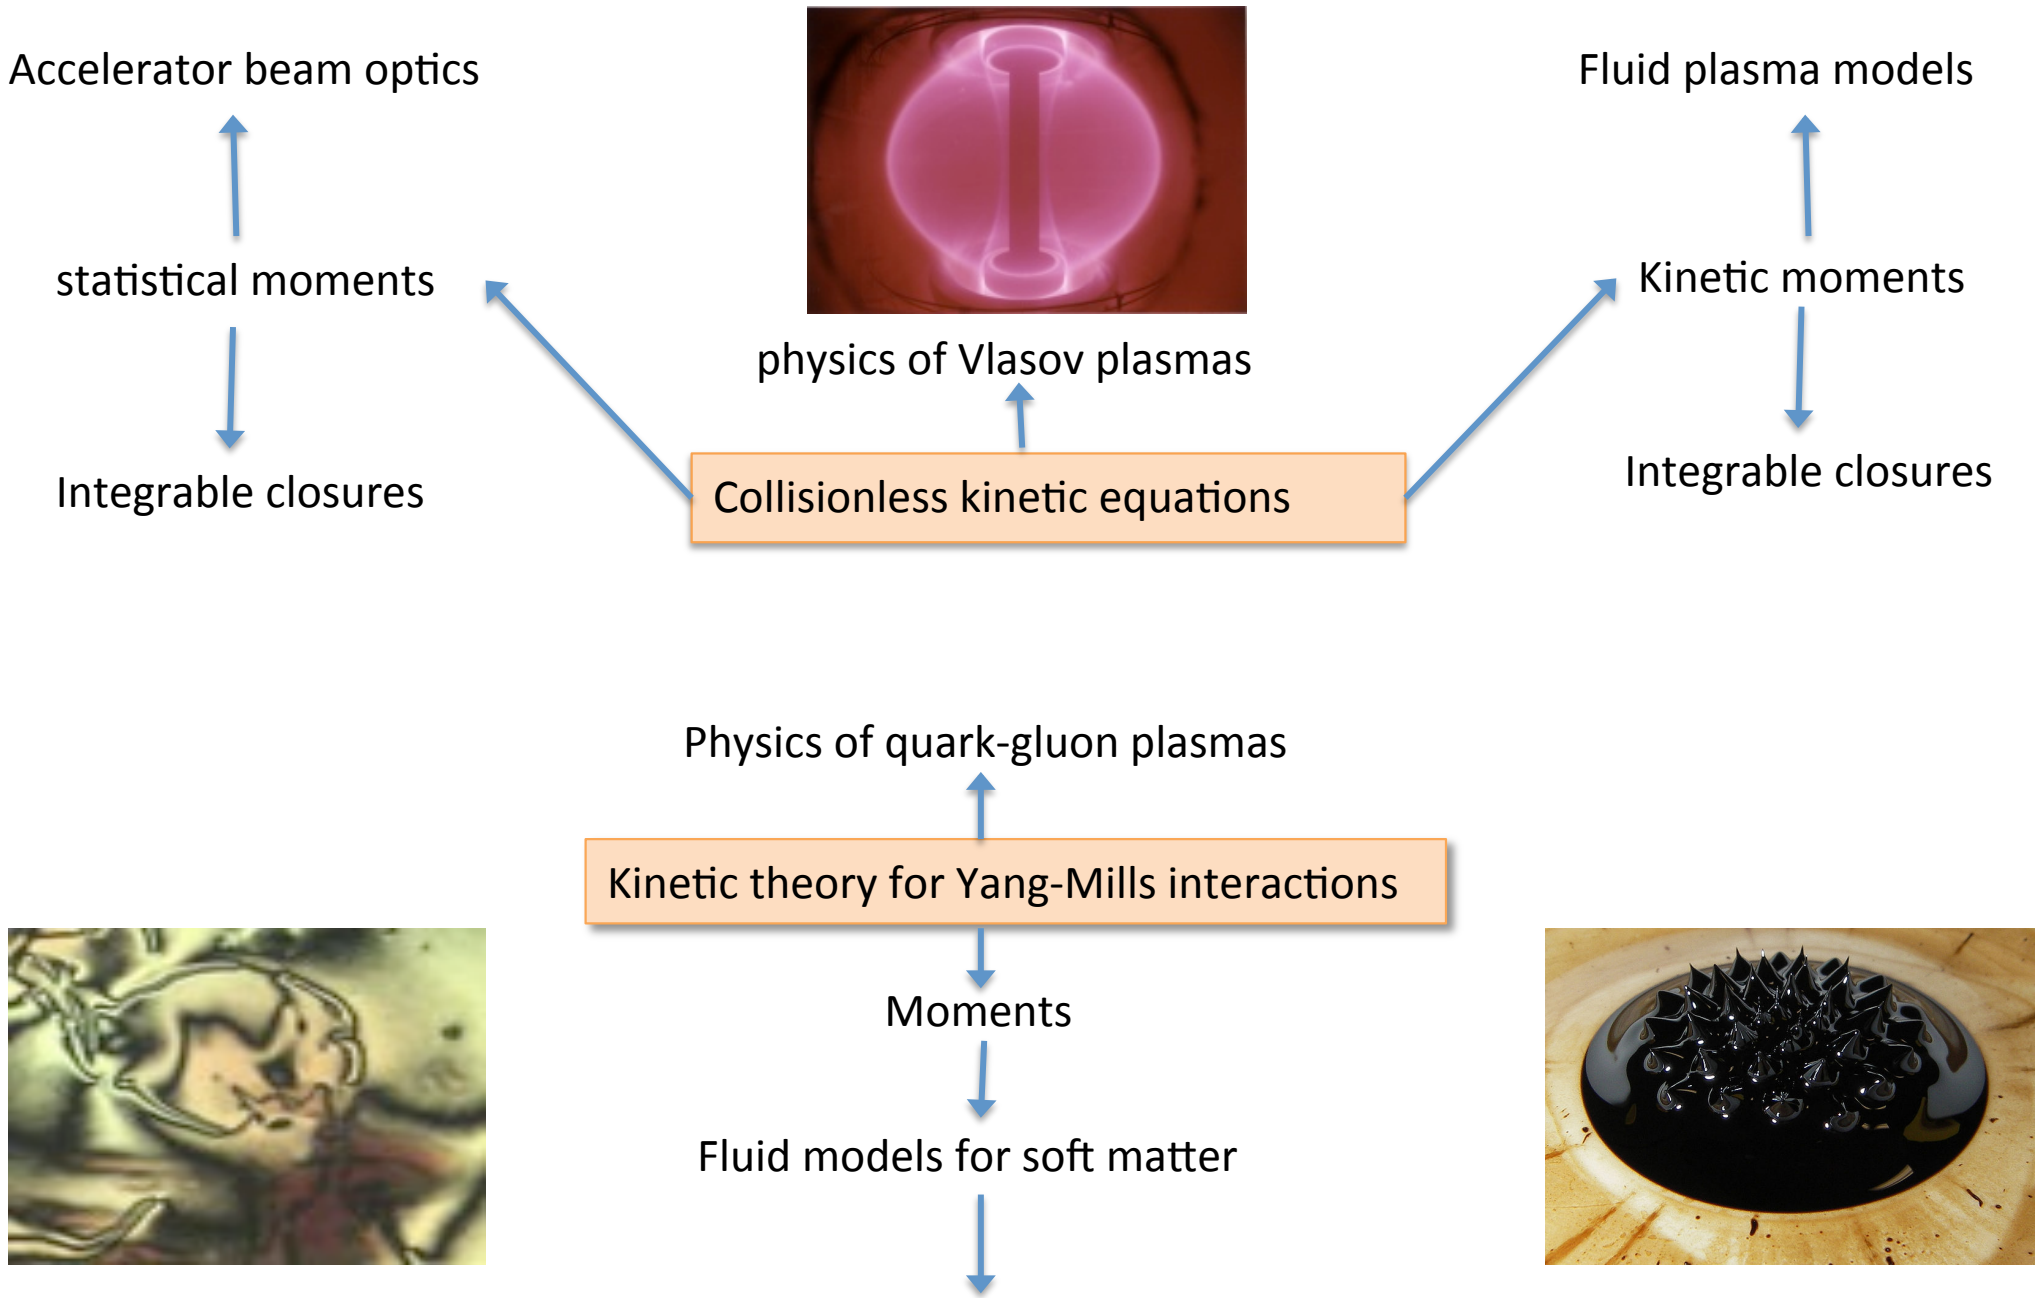 Accelerator beam optics
Fluid plasma models
statistical moments
Kinetic moments
physics of Vlasov plasmas
Integrable closures
Collisionless kinetic equations
Integrable closures
Physics of quark-gluon plasmas
Kinetic theory for Yang-Mills interactions
Moments
Fluid models for soft matter